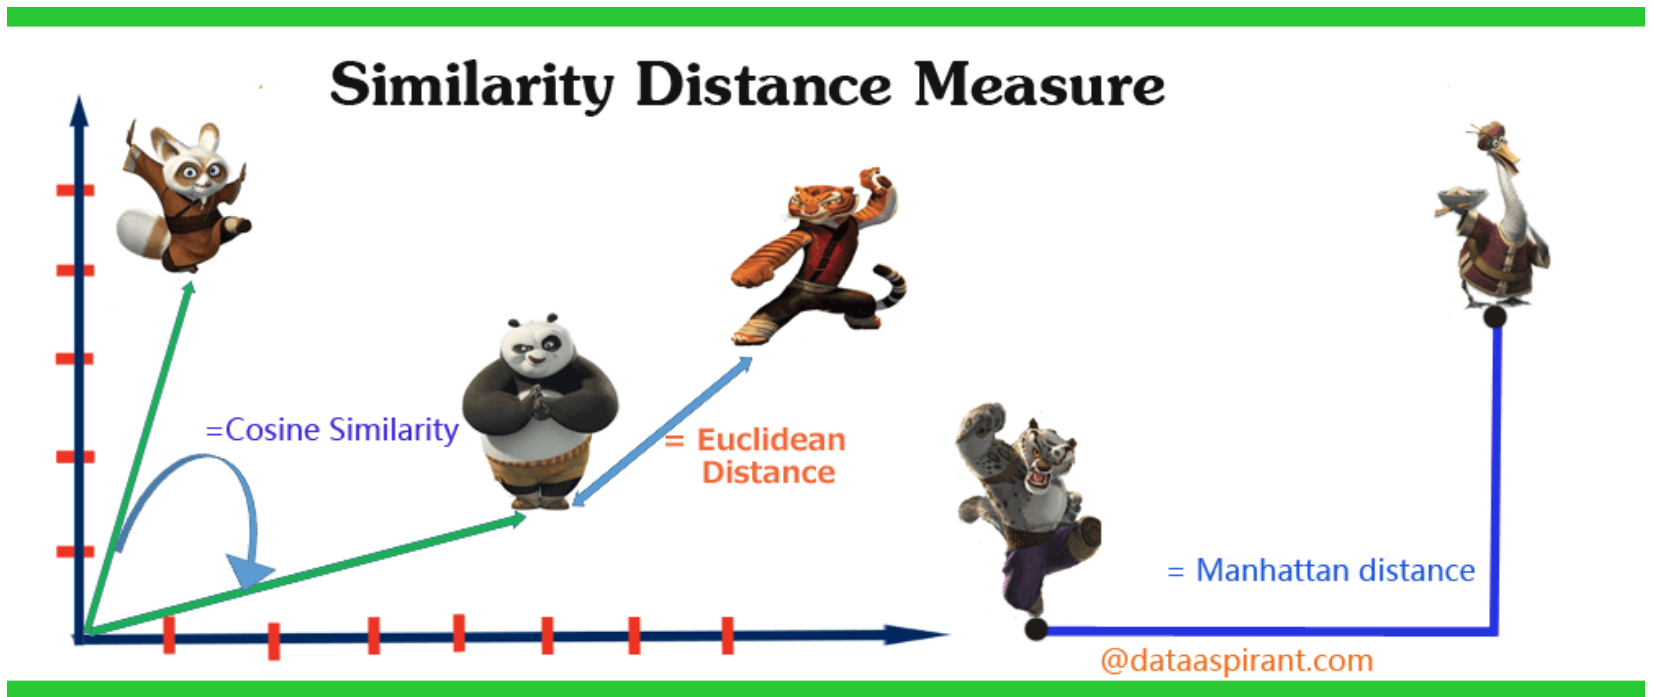 Similarity Distance Measure
=Cosine Similarity
= Euclidean
Distance
= Manhattan distance
@dataaspirant.com